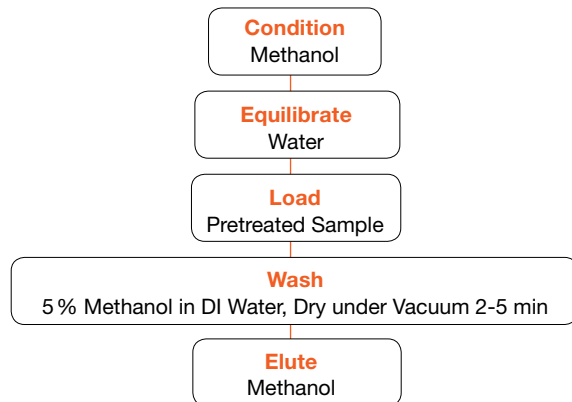 Condition
Methanol
Equilibrate
Water
Load
Pretreated Sample
Wash
5 % Methanol in DI Water, Dry under Vacuum 2-5 min
Elute
Methanol